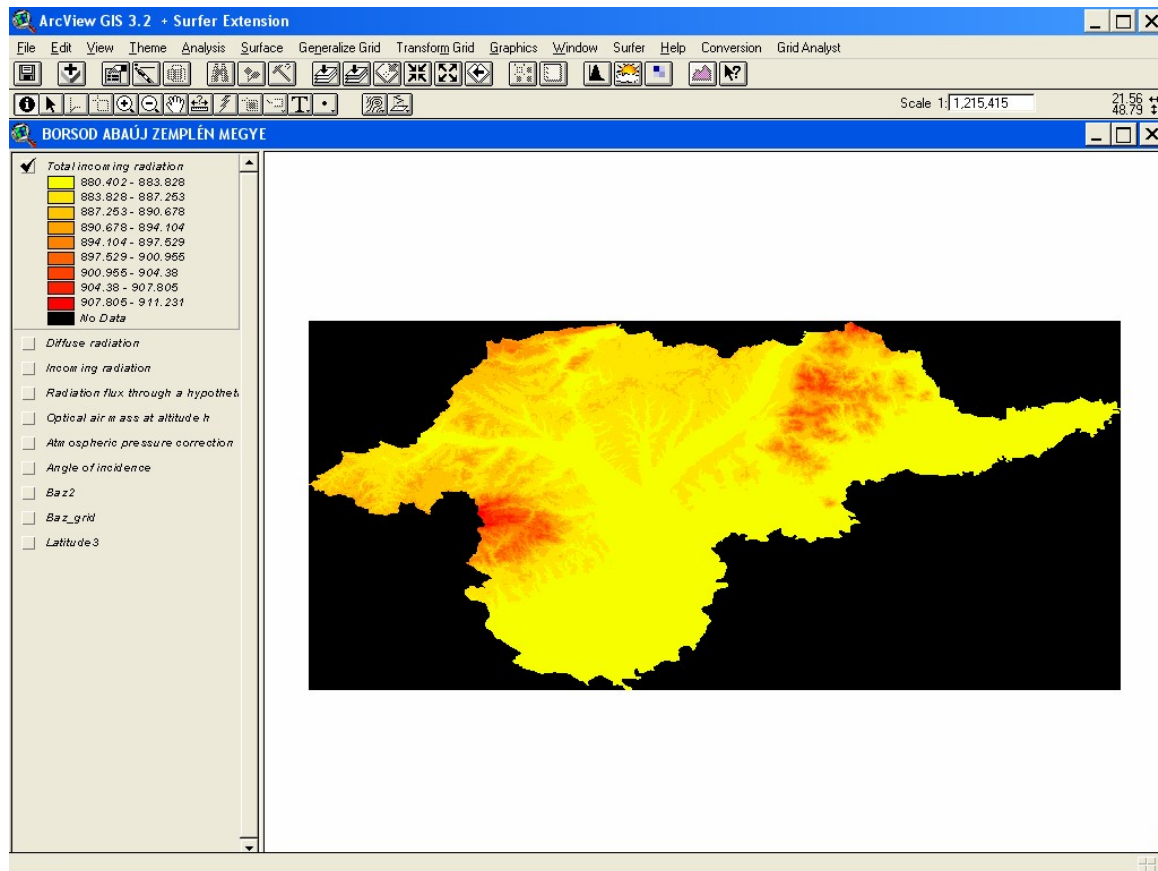 ArcView GIS 3.2 + Surfer Extension
File Edit View Theme Analysis Surface Generalize Grid Transform Grid Graphics Window Surfer Help Conversion Grid Analyst
Scale 1: 1,215,415
21.56
48.79
BORSOD ABAÚJ ZEMPLÉN MEGYE
Total incoming radiation
880.402 - 883.828
883.828 - 887.253
887.253 - 890.678
890.678 - 894.104
894.104 - 897.529
897.529 - 900.955
900.955 - 904.38
904.38 - 907.805
907.805 - 911.231
No Data
Diffuse radiation
Incoming radiation
Radiation flux through a hypothet
Optical air mass at altitude h
Atmospheric pressure correction
Angle of incidence
Baz2
Baz_grid
Latitude3